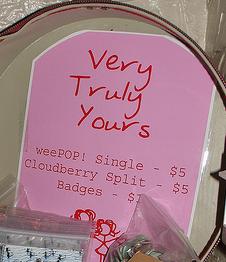 Very
Truly
Yours
weePOP! Single - $5
Cloudberry Split - $5
Badges -